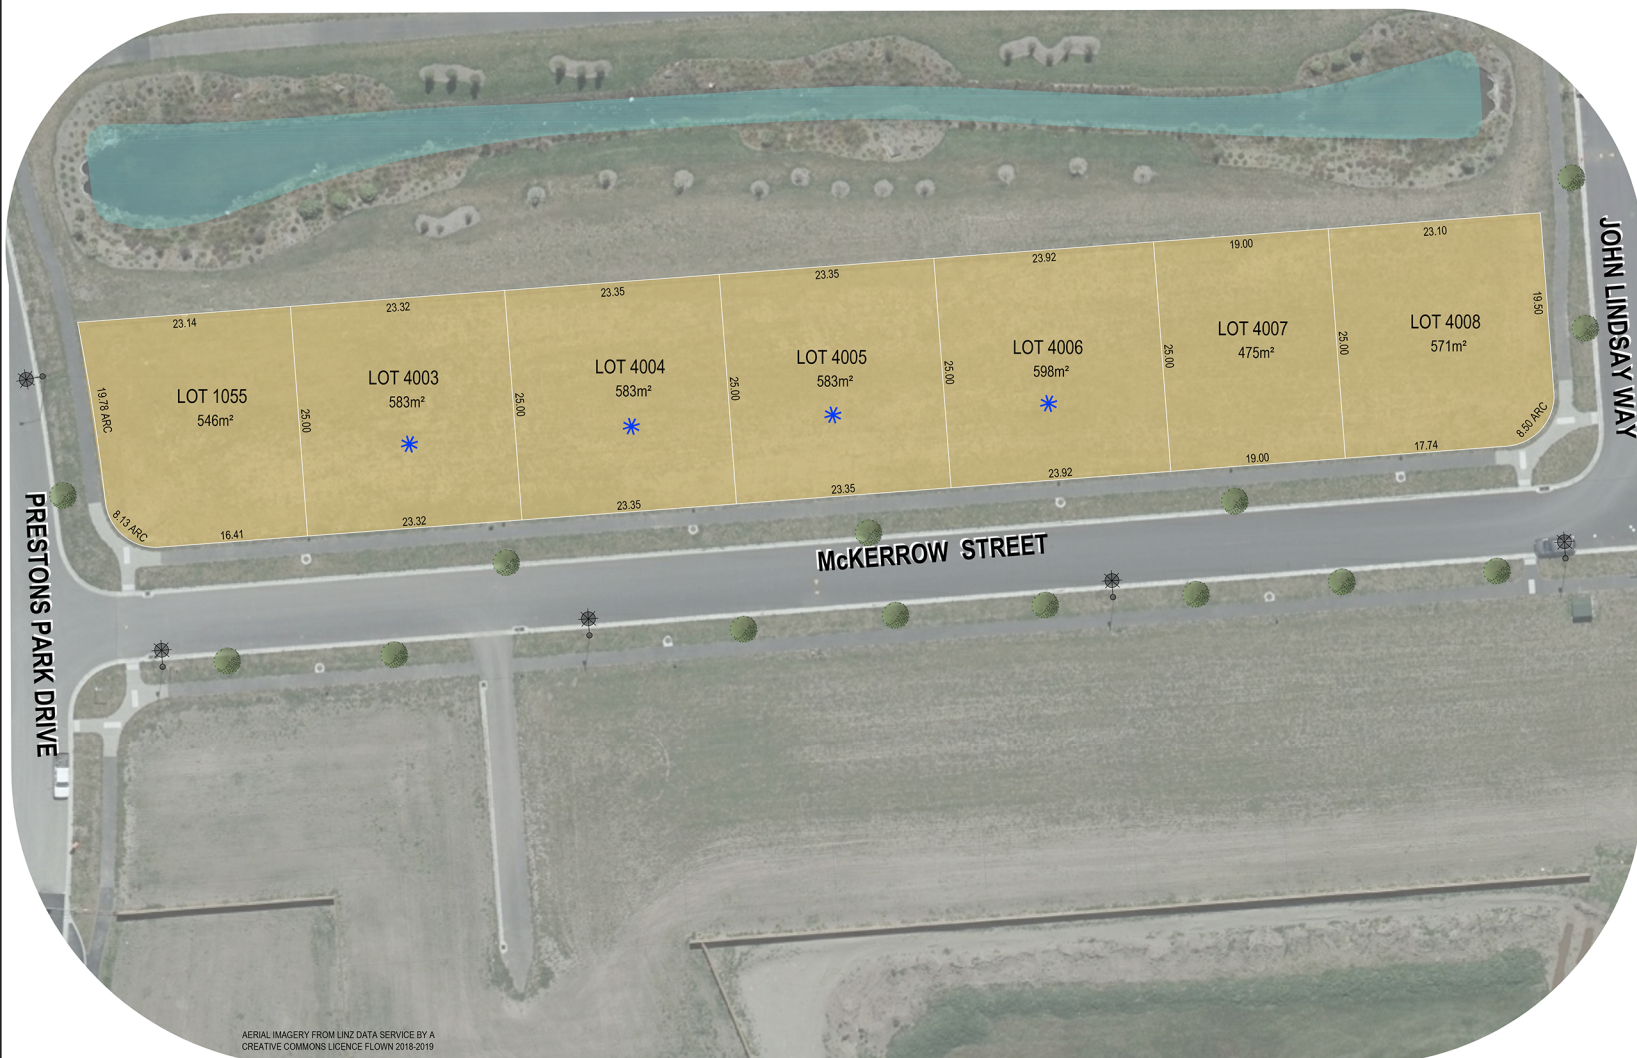 23.14
23.32
23.35
23.35
23.92
19.00
23.10
19.78 ARC
LOT 1055
546m²
25.00
LOT 4003
583m²
25.00
LOT 4004
583m²
25.00
LOT 4005
583m²
25.00
LOT 4006
598m²
25.00
LOT 4007
475m²
25.00
LOT 4008
571m²
19.50
8.13 ARC
16.41
23.32
23.35
23.35
23.92
19.00
17.74
8.50 ARC
JOHN LINDSAY WAY
McKERROW STREET
PRESTONS PARK DRIVE
AERIAL IMAGERY FROM LINZ DATA SERVICE BY A
CREATIVE COMMONS LICENCE FLOWN 2018-2019